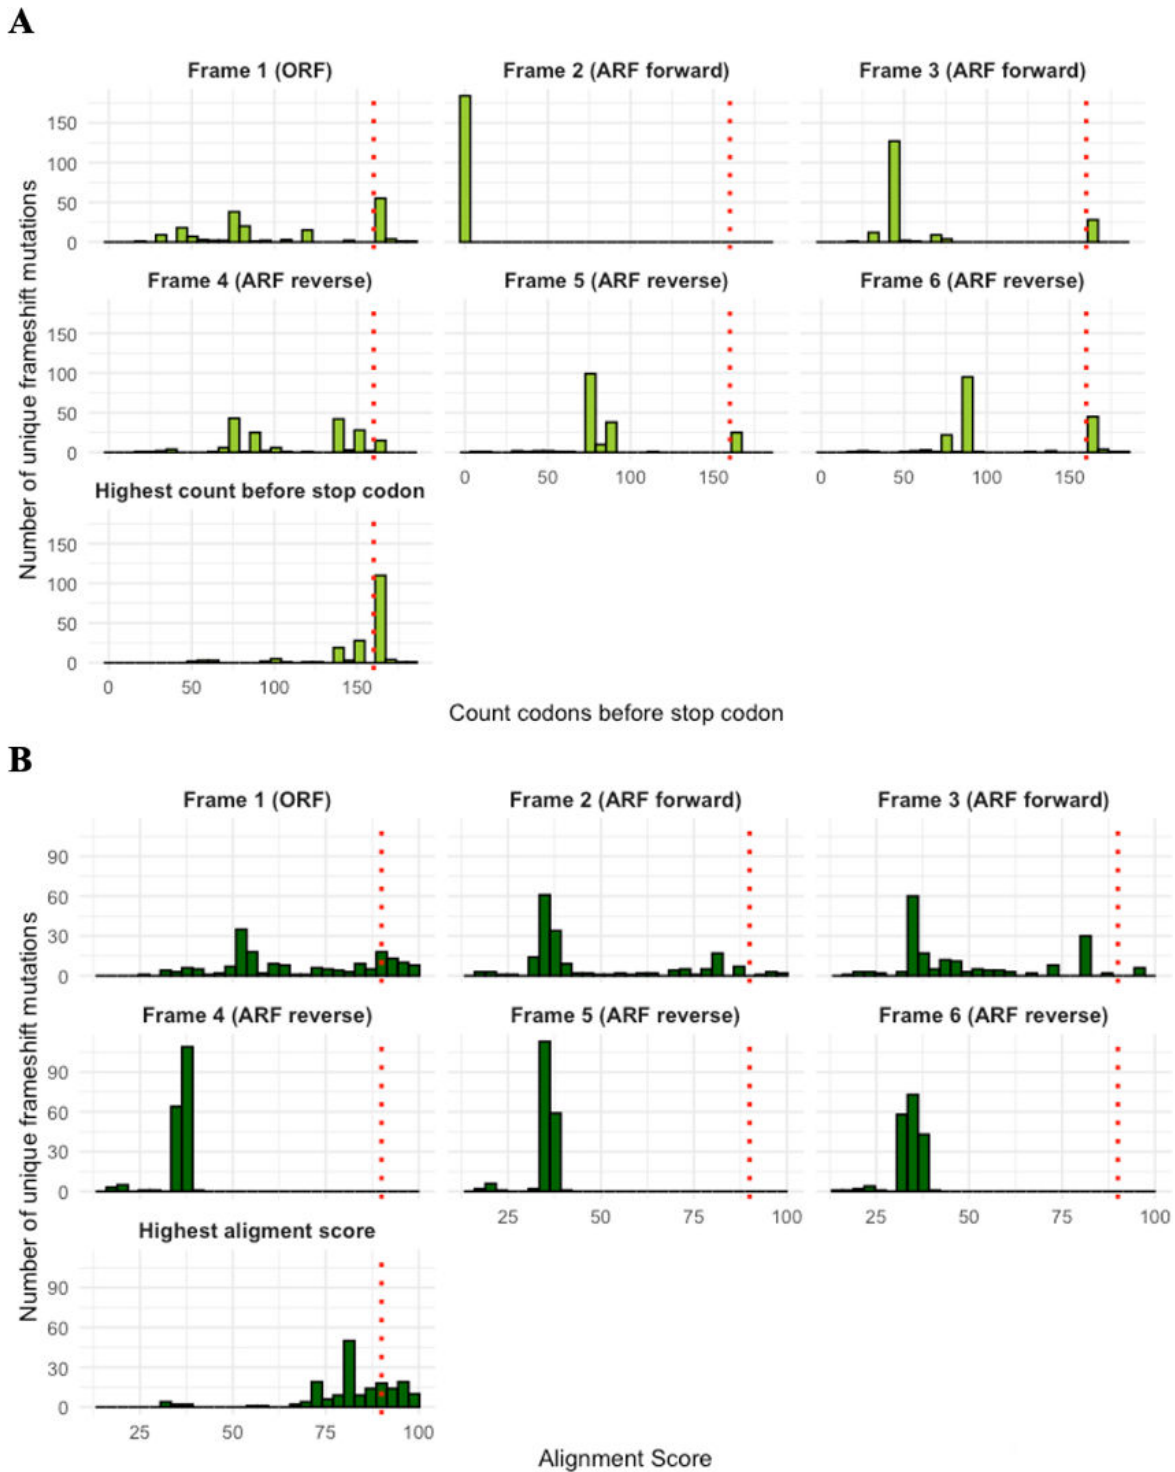 A
Frame 1 (ORF)
Frame 2 (ARF forward)
Frame 3 (ARF forward)
150
100
50
0
Frame 4 (ARF reverse)
Frame 5 (ARF reverse)
Frame 6 (ARF reverse)
150
100
50
0
0 50 100 150
0 50 100 150
Highest count before stop codon
150
100
50
0
0 50 100 150
Number of unique frameshift mutations
Count codons before stop codon
B
Frame 1 (ORF)
Frame 2 (ARF forward)
Frame 3 (ARF forward)
90
60
30
0
Frame 4 (ARF reverse)
Frame 5 (ARF reverse)
Frame 6 (ARF reverse)
90
60
30
0
25 50 75 100
25 50 75 100
Highest aligment score
90
60
30
0
25 50 75 100
Number of unique frameshift mutations
Alignment Score